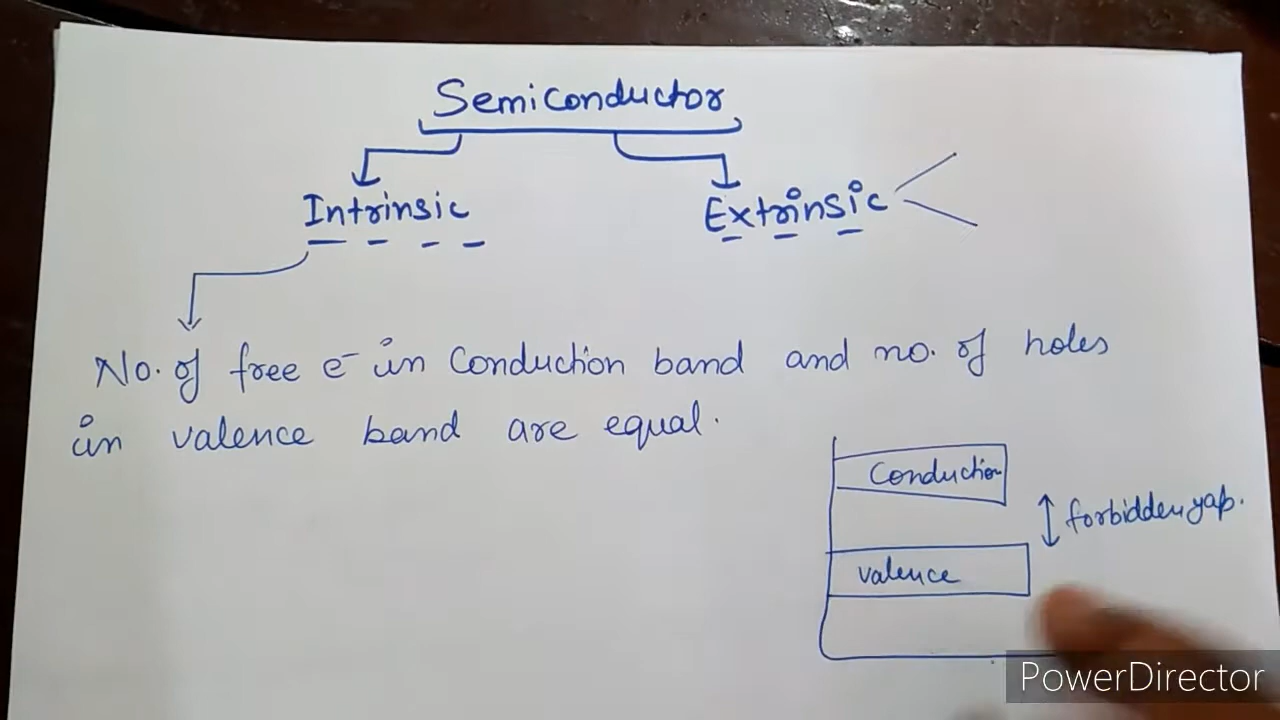 Semiconductor
Intrinsic
Extrinsic
No. of free e⁻ in Conduction band and no. of holes
in valence band are equal.
Conduction
forbidden gap.
valence
PowerDirector